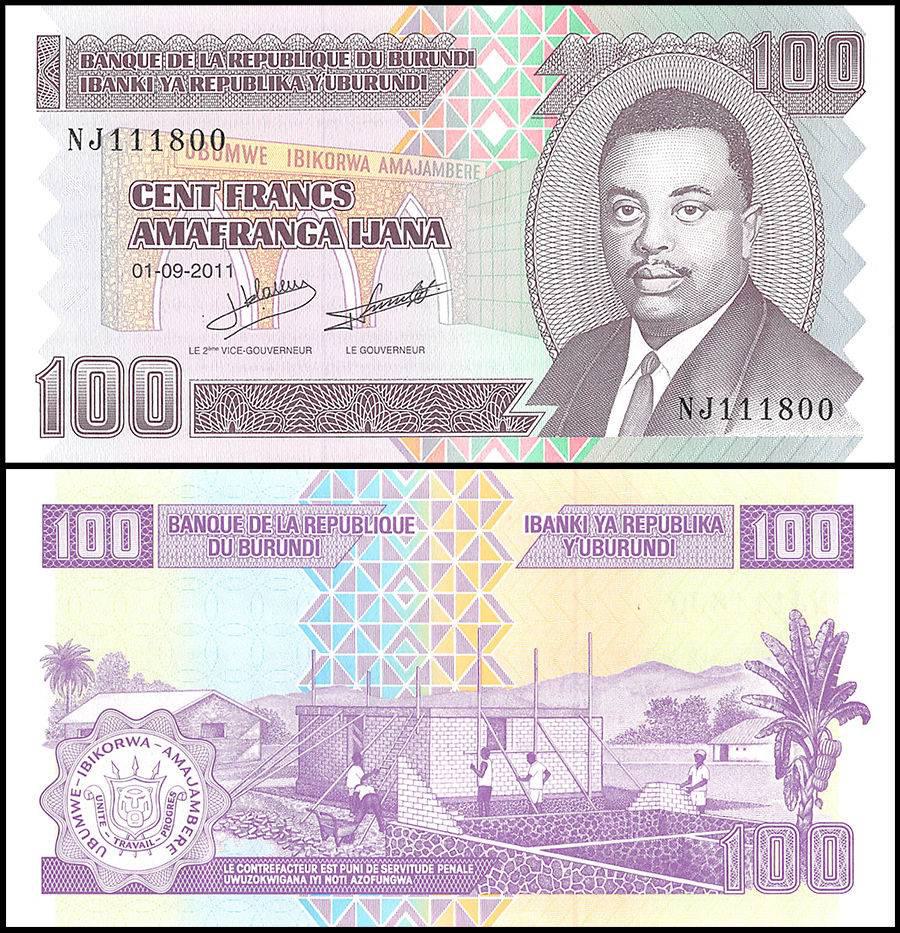 BANQUE DE LA REPUBLIQUE DU BURUNDI
IBANKI YA REPUBLIKA Y'UBURUNDI
100
NJ111800
UBUMWE IBIKORWA AMAJAMBERE
CENT FRANCS
AMAFRANGA IJANA
01-09-2011
LE 2ème VICE-GOUVERNEUR LE GOUVERNEUR
100
NJ111800
100
BANQUE DE LA REPUBLIQUE
DU BURUNDI
IBANKI YA REPUBLIKA
Y'UBURUNDI
100
UBUMWE-IBIKORWA-AMAJAMBERE
UNITE - TRAVAIL - PROGRES
LE CONTREFACTEUR EST PUNI DE SERVITUDE PENALE
UWUZOKWIGANA IYI NOTI AZOFUNGWA
100